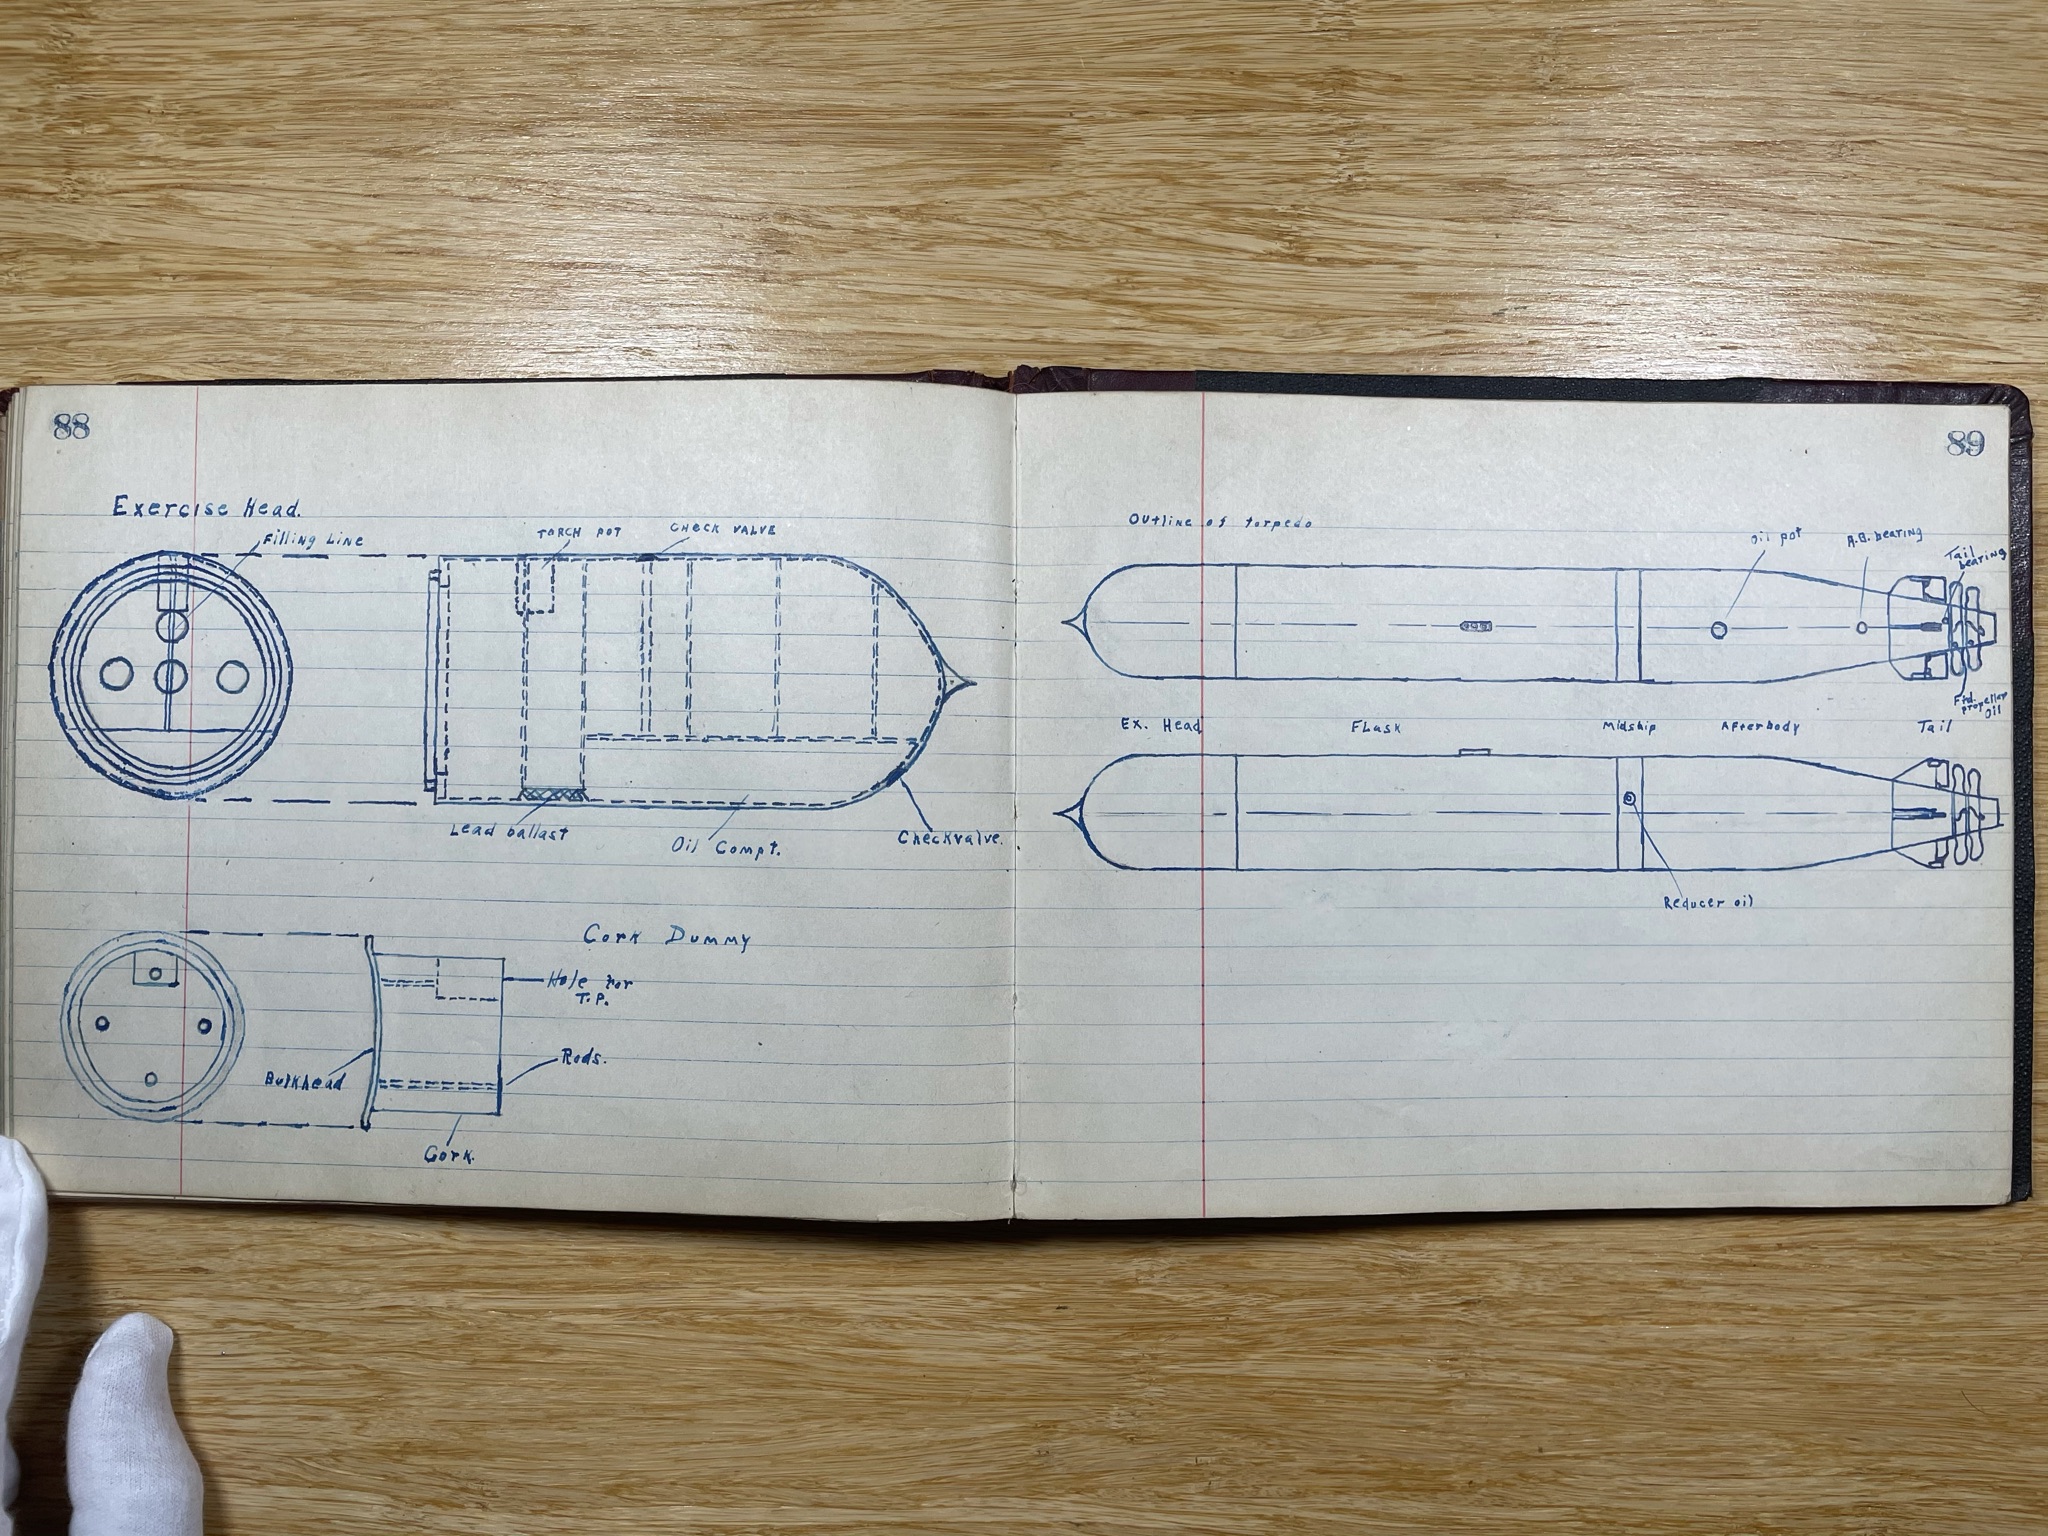 88
Exercise Head.
Filling Line
TORCH POT
CHECK VALVE
Lead ballast
Oil Compt.
Checkvalve.
Cork Dummy
Hole for
T.P.
Rods.
Bulkhead
Cork.
89
Outline of torpedo
Oil pot
A.B. bearing
Tail
bearing
Fwd.
propeller
oil
Ex. Head
Flask
Midship
Afterbody
Tail
Reducer oil